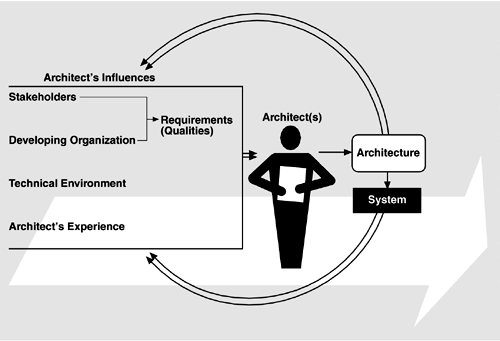 Architect's Influences
Stakeholders
Requirements
(Qualities)
Developing Organization
Technical Environment
Architect's Experience
Architect(s)
Architecture
System